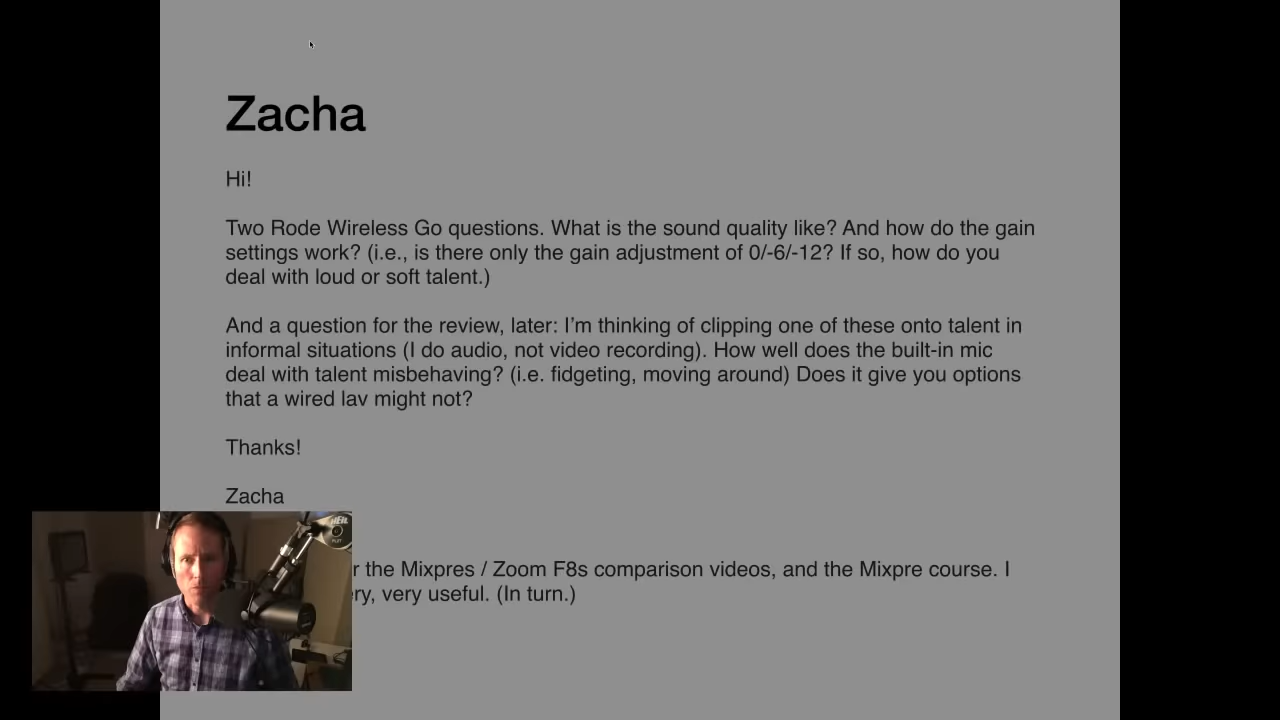 Zacha
Hi!
Two Rode Wireless Go questions. What is the sound quality like? And how do the gain
settings work? (i.e., is there only the gain adjustment of 0/-6/-12? If so, how do you
deal with loud or soft talent.)
And a question for the review, later: I’m thinking of clipping one of these onto talent in
informal situations (I do audio, not video recording). How well does the built-in mic
deal with talent misbehaving? (i.e. fidgeting, moving around) Does it give you options
that a wired lav might not?
Thanks!
Zacha
the Mixpres / Zoom F8s comparison videos, and the Mixpre course. I
very useful. (In turn.)
HEIL